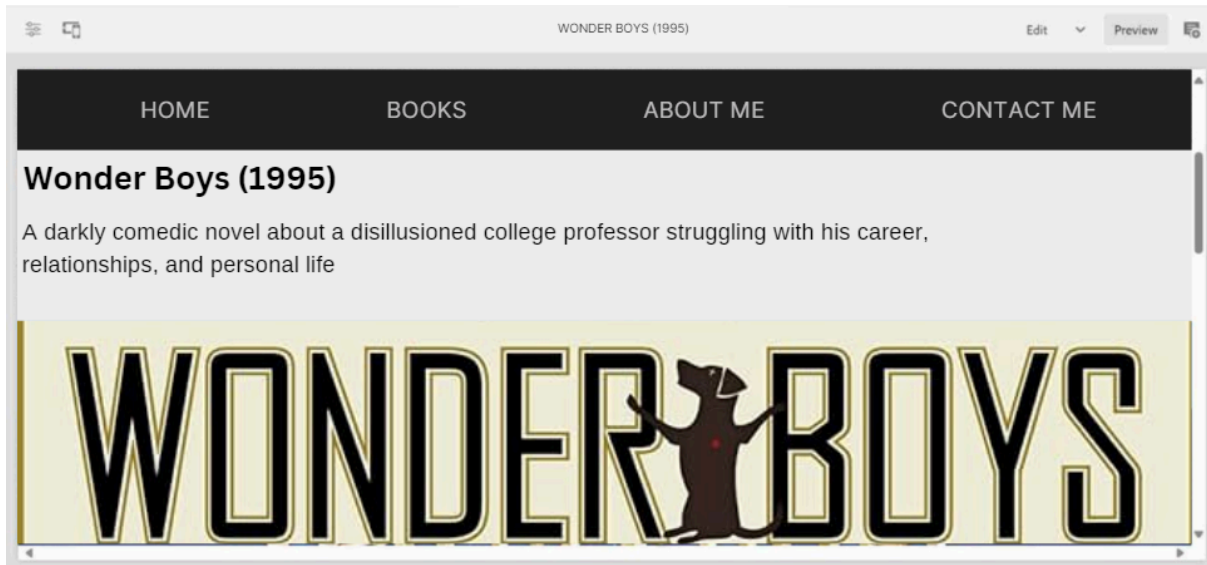 WONDER BOYS (1995)
Edit
Preview
HOME
BOOKS
ABOUT ME
CONTACT ME
Wonder Boys (1995)
A darkly comedic novel about a disillusioned college professor struggling with his career,
relationships, and personal life
WONDER BOYS